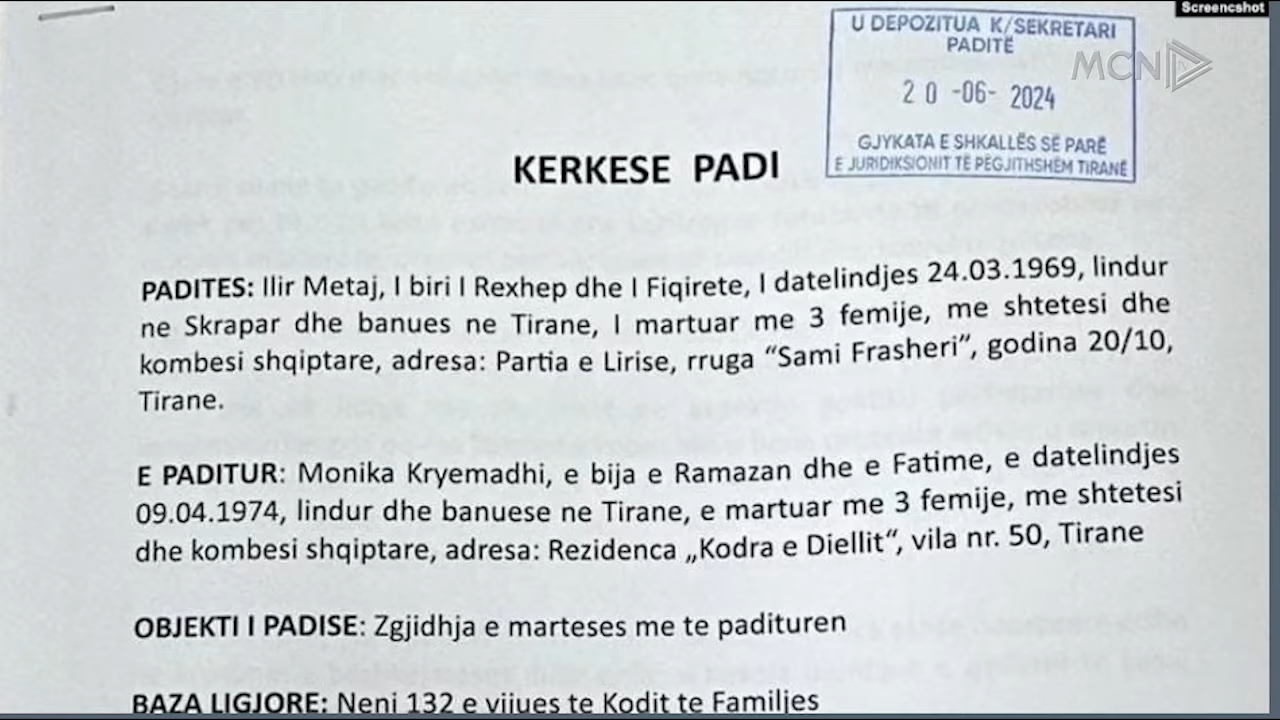 Screencshot
U DEPOZITUA K/SEKRETARI
PADITË
MCN
20 -06- 2024
GJYKATA E SHKALLËS SË PARË
E JURIDIKSIONIT TË PËGJITHSHËM TIRANË
KERKESE PADI
PADITES: Ilir Metaj, I biri I Rexhep dhe I Fiqirete, I datelindjes 24.03.1969, lindur
ne Skrapar dhe banues ne Tirane, I martuar me 3 femije, me shtetesi dhe
kombesi shqiptare, adresa: Partia e Lirise, rruga “Sami Frasheri”, godina 20/10,
Tirane.
E PADITUR: Monika Kryemadhi, e bija e Ramazan dhe e Fatime, e datelindjes
09.04.1974, lindur dhe banuese ne Tirane, e martuar me 3 femije, me shtetesi
dhe kombesi shqiptare, adresa: Rezidenca „Kodra e Diellit“, vila nr. 50, Tirane
OBJEKTI I PADISE: Zgjidhja e marteses me te padituren
BAZA LIGJORE: Neni 132 e vijues te Kodit te Familjes